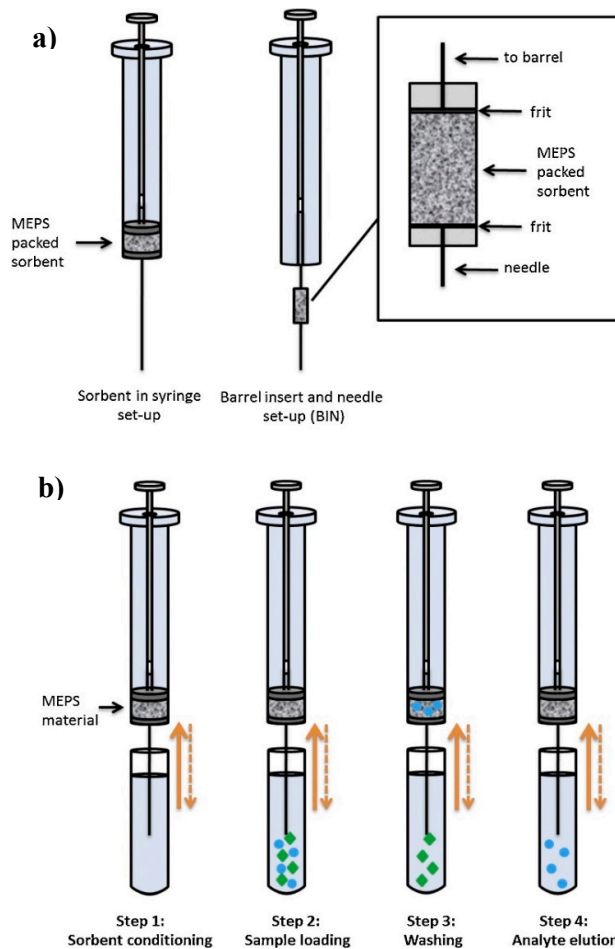 a)
MEPS
packed
sorbent
Sorbent in syringe
set-up
Barrel insert and needle
set-up (BIN)
to barrel
frit
MEPS
packed
sorbent
frit
needle
b)
MEPS
material
Step 1:
Sorbent conditioning
Step 2:
Sample loading
Step 3:
Washing
Step 4:
Analyte elution